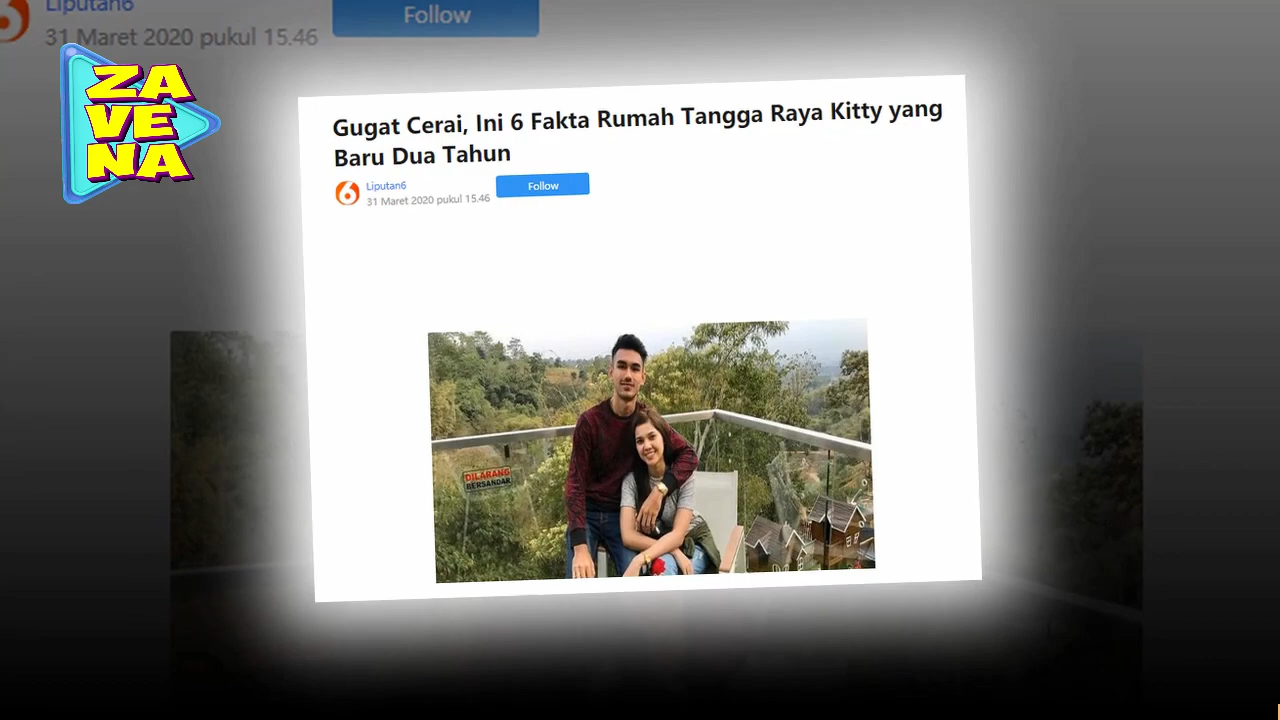 Liputan6
Follow
31 Maret 2020 pukul 15.46
ZA
VE
NA
Gugat Cerai, Ini 6 Fakta Rumah Tangga Raya Kitty yang
Baru Dua Tahun
Liputan6
Follow
31 Maret 2020 pukul 15.46
DILARANG
BERSANDAR